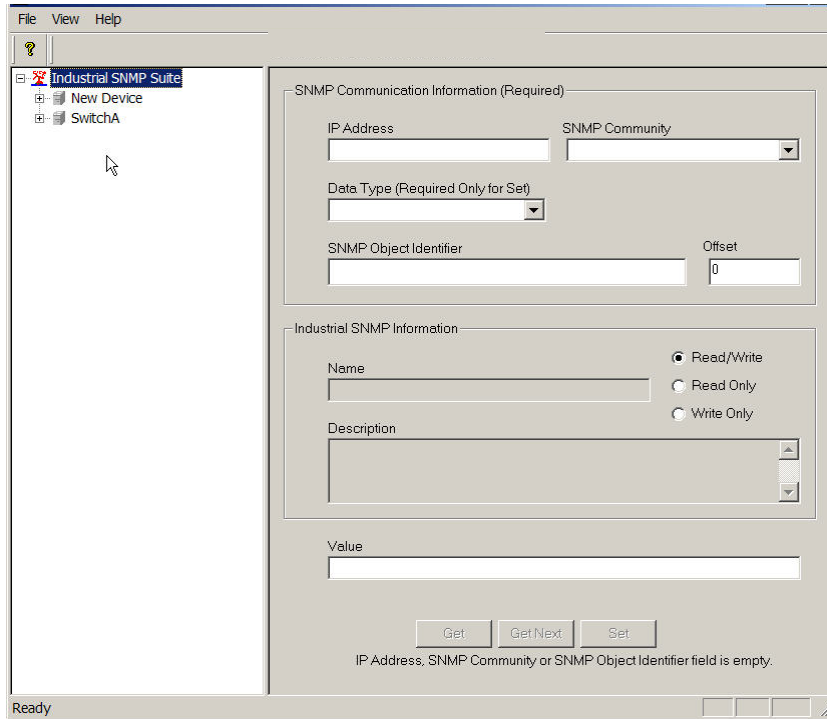 File View Help
Industrial SNMP Suite
New Device
SwitchA
SNMP Communication Information (Required)
IP Address SNMP Community
Data Type (Required Only for Set)
SNMP Object Identifier Offset
0
Industrial SNMP Information
Name
Read/Write
Read Only
Write Only
Description
Value
Get Get Next Set
IP Address, SNMP Community or SNMP Object Identifier field is empty.
Ready